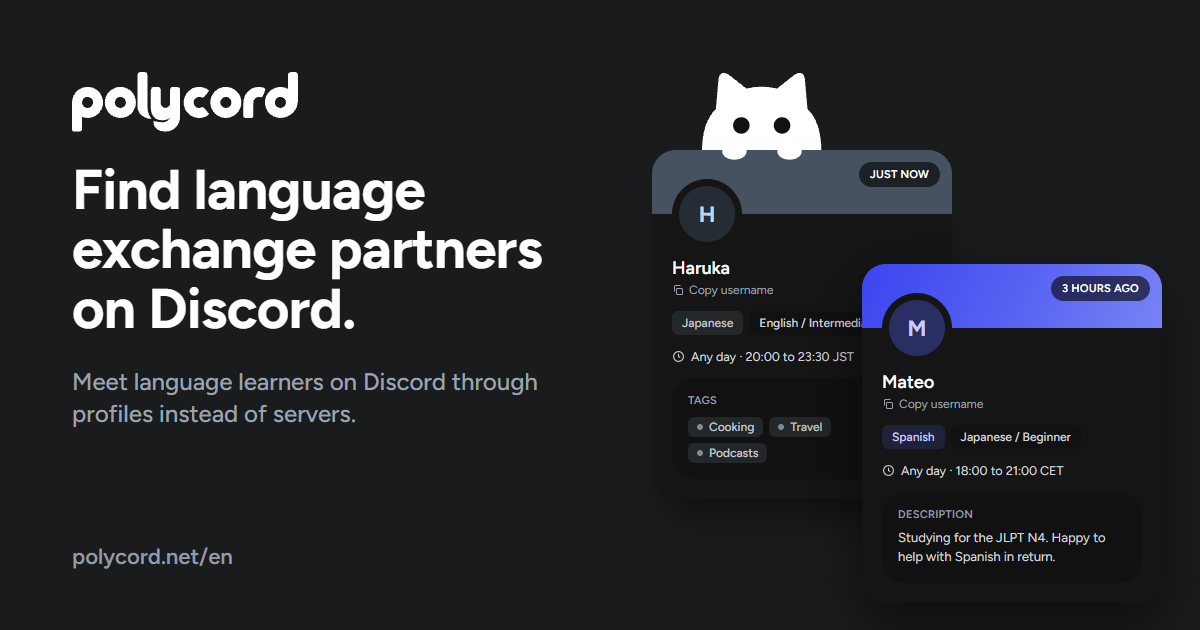 polycord
Find language
exchange partners
on Discord.
Meet language learners on Discord through
profiles instead of servers.
polycord.net/en
JUST NOW
H
Haruka
Copy username
Japanese English / Intermedi
Any day · 20:00 to 23:30 JST
TAGS
Cooking Travel
Podcasts
3 HOURS AGO
M
Mateo
Copy username
Spanish Japanese / Beginner
Any day · 18:00 to 21:00 CET
DESCRIPTION
Studying for the JLPT N4. Happy to
help with Spanish in return.